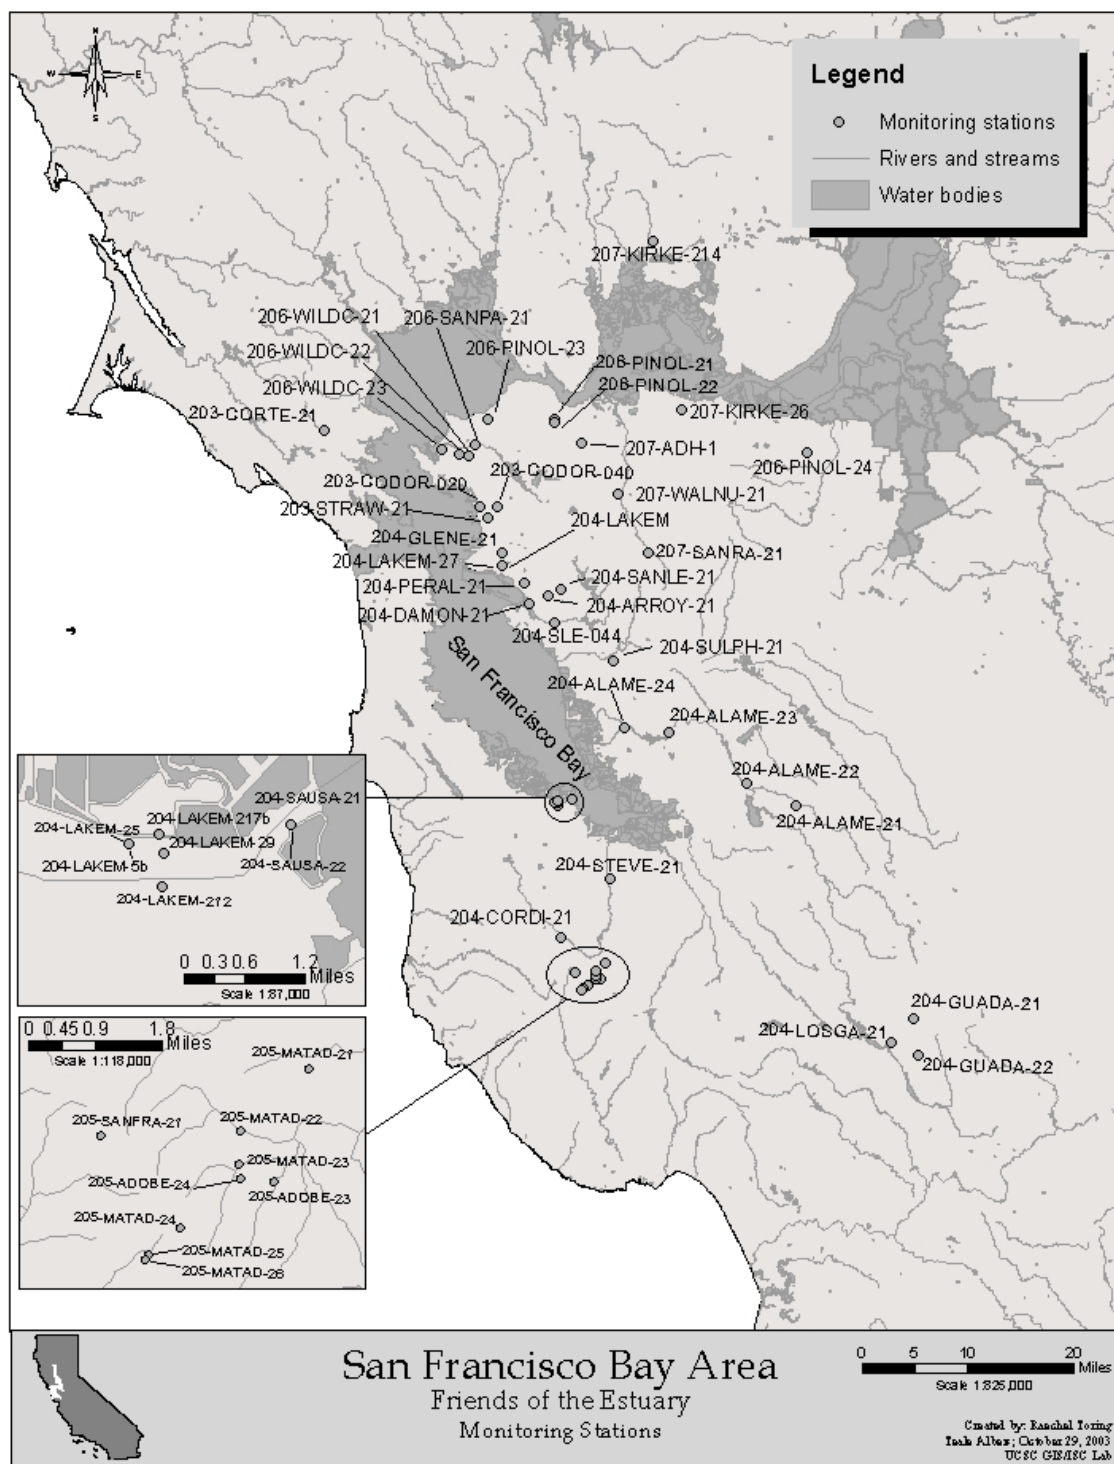 N
W
E
S
Legend
Monitoring stations
Rivers and streams
Water bodies
207-KIRKE-214
206-WILDC-21
206-SANPA-21
206-WILDC-22
206-PINOL-23
206-PINOL-21
206-WILDC-23
206-PINOL-22
203-CORTE-21
207-KIRKE-26
207-ADH-1
206-PINOL-24
203-CODOR-040
203-CODOR-020
207-WALNU-21
203-STRAW-21
204-LAKEM
204-GLENE-21
207-SANRA-21
204-LAKEM-27
204-PERAL-21
204-SANLE-21
204-DAMON-21
204-ARROY-21
204-SLE-044
204-SULPH-21
San Francisco Bay
204-ALAME-24
204-ALAME-23
204-ALAME-22
204-ALAME-21
204-SAUSA-21
204-LAKEM-217b
204-LAKEM-25
204-LAKEM-29
204-LAKEM-5b
204-SAUSA-22
204-LAKEM-212
0 0.3 0.6 1.2
Miles
Scale 1:87,000
204-STEVE-21
204-CORDI-21
204-GUADA-21
204-LOSGA-21
204-GUADA-22
0 0.45 0.9 1.8
Miles
Scale 1:118,000
205-MATAD-21
205-SANFRA-21
205-MATAD-22
205-MATAD-23
205-ADOBE-24
205-ADOBE-23
205-MATAD-24
205-MATAD-25
205-MATAD-26
San Francisco Bay Area
Friends of the Estuary
Monitoring Stations
0 5 10 20
Miles
Scale 1:825,000
Created by: Toring
October 29, 2003
UCSC GIS/ISC Lab